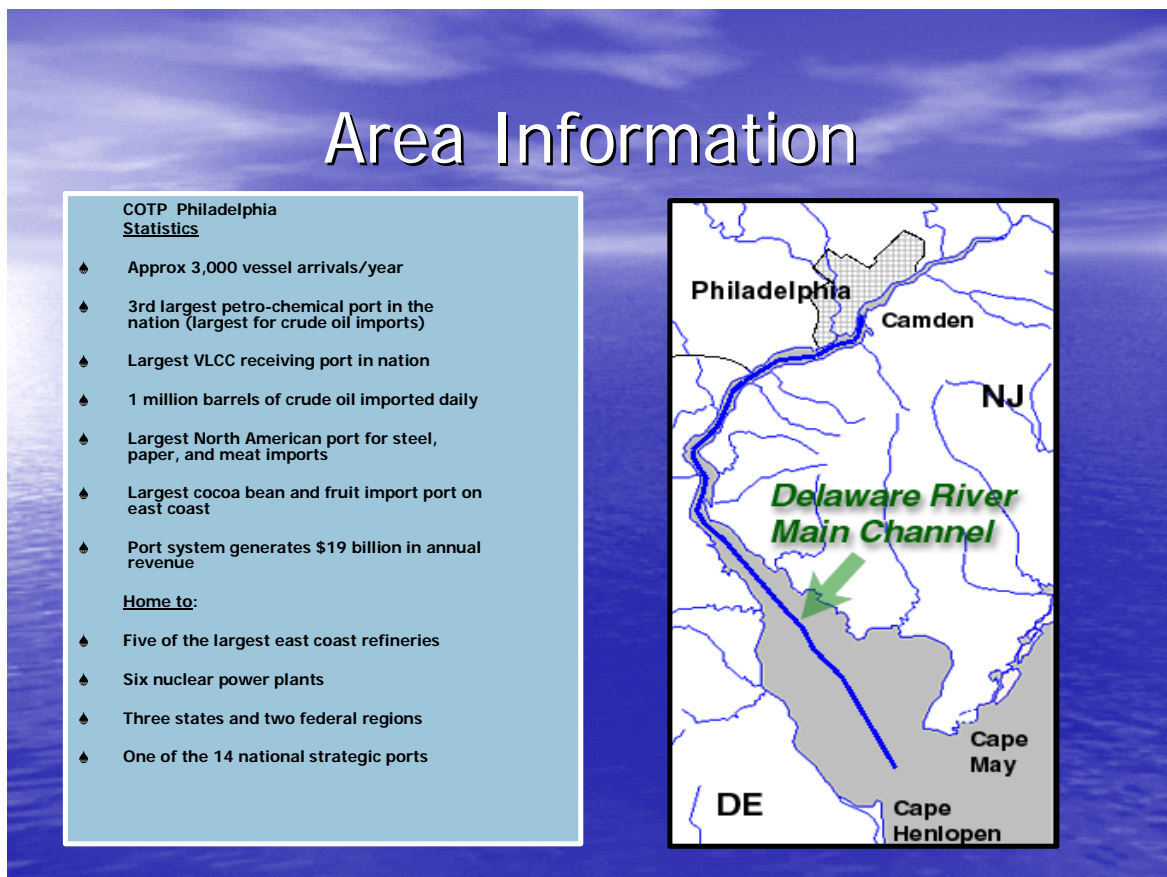 Area Information
COTP Philadelphia
Statistics
Approx 3,000 vessel arrivals/year
3rd largest petro-chemical port in the
nation (largest for crude oil imports)
Largest VLCC receiving port in nation
1 million barrels of crude oil imported daily
Largest North American port for steel,
paper, and meat imports
Largest cocoa bean and fruit import port on
east coast
Port system generates $19 billion in annual
revenue
Home to:
Five of the largest east coast refineries
Six nuclear power plants
Three states and two federal regions
One of the 14 national strategic ports
Philadelphia
Camden
NJ
Delaware River
Main Channel
Cape
May
DE
Cape
Henlopen